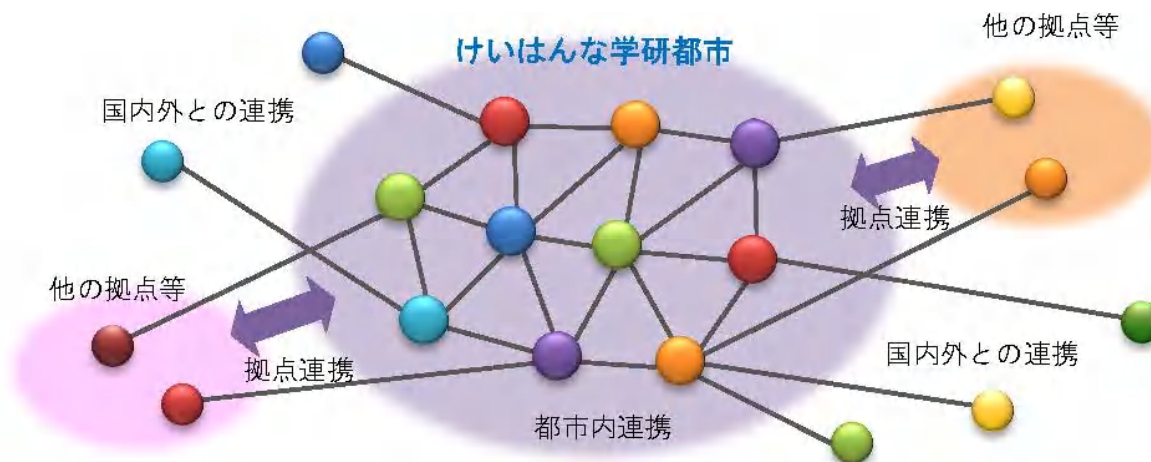 けいはんな学研都市
他の拠点等
国内外との連携
拠点連携
他の拠点等
拠点連携
国内外との連携
都市内連携